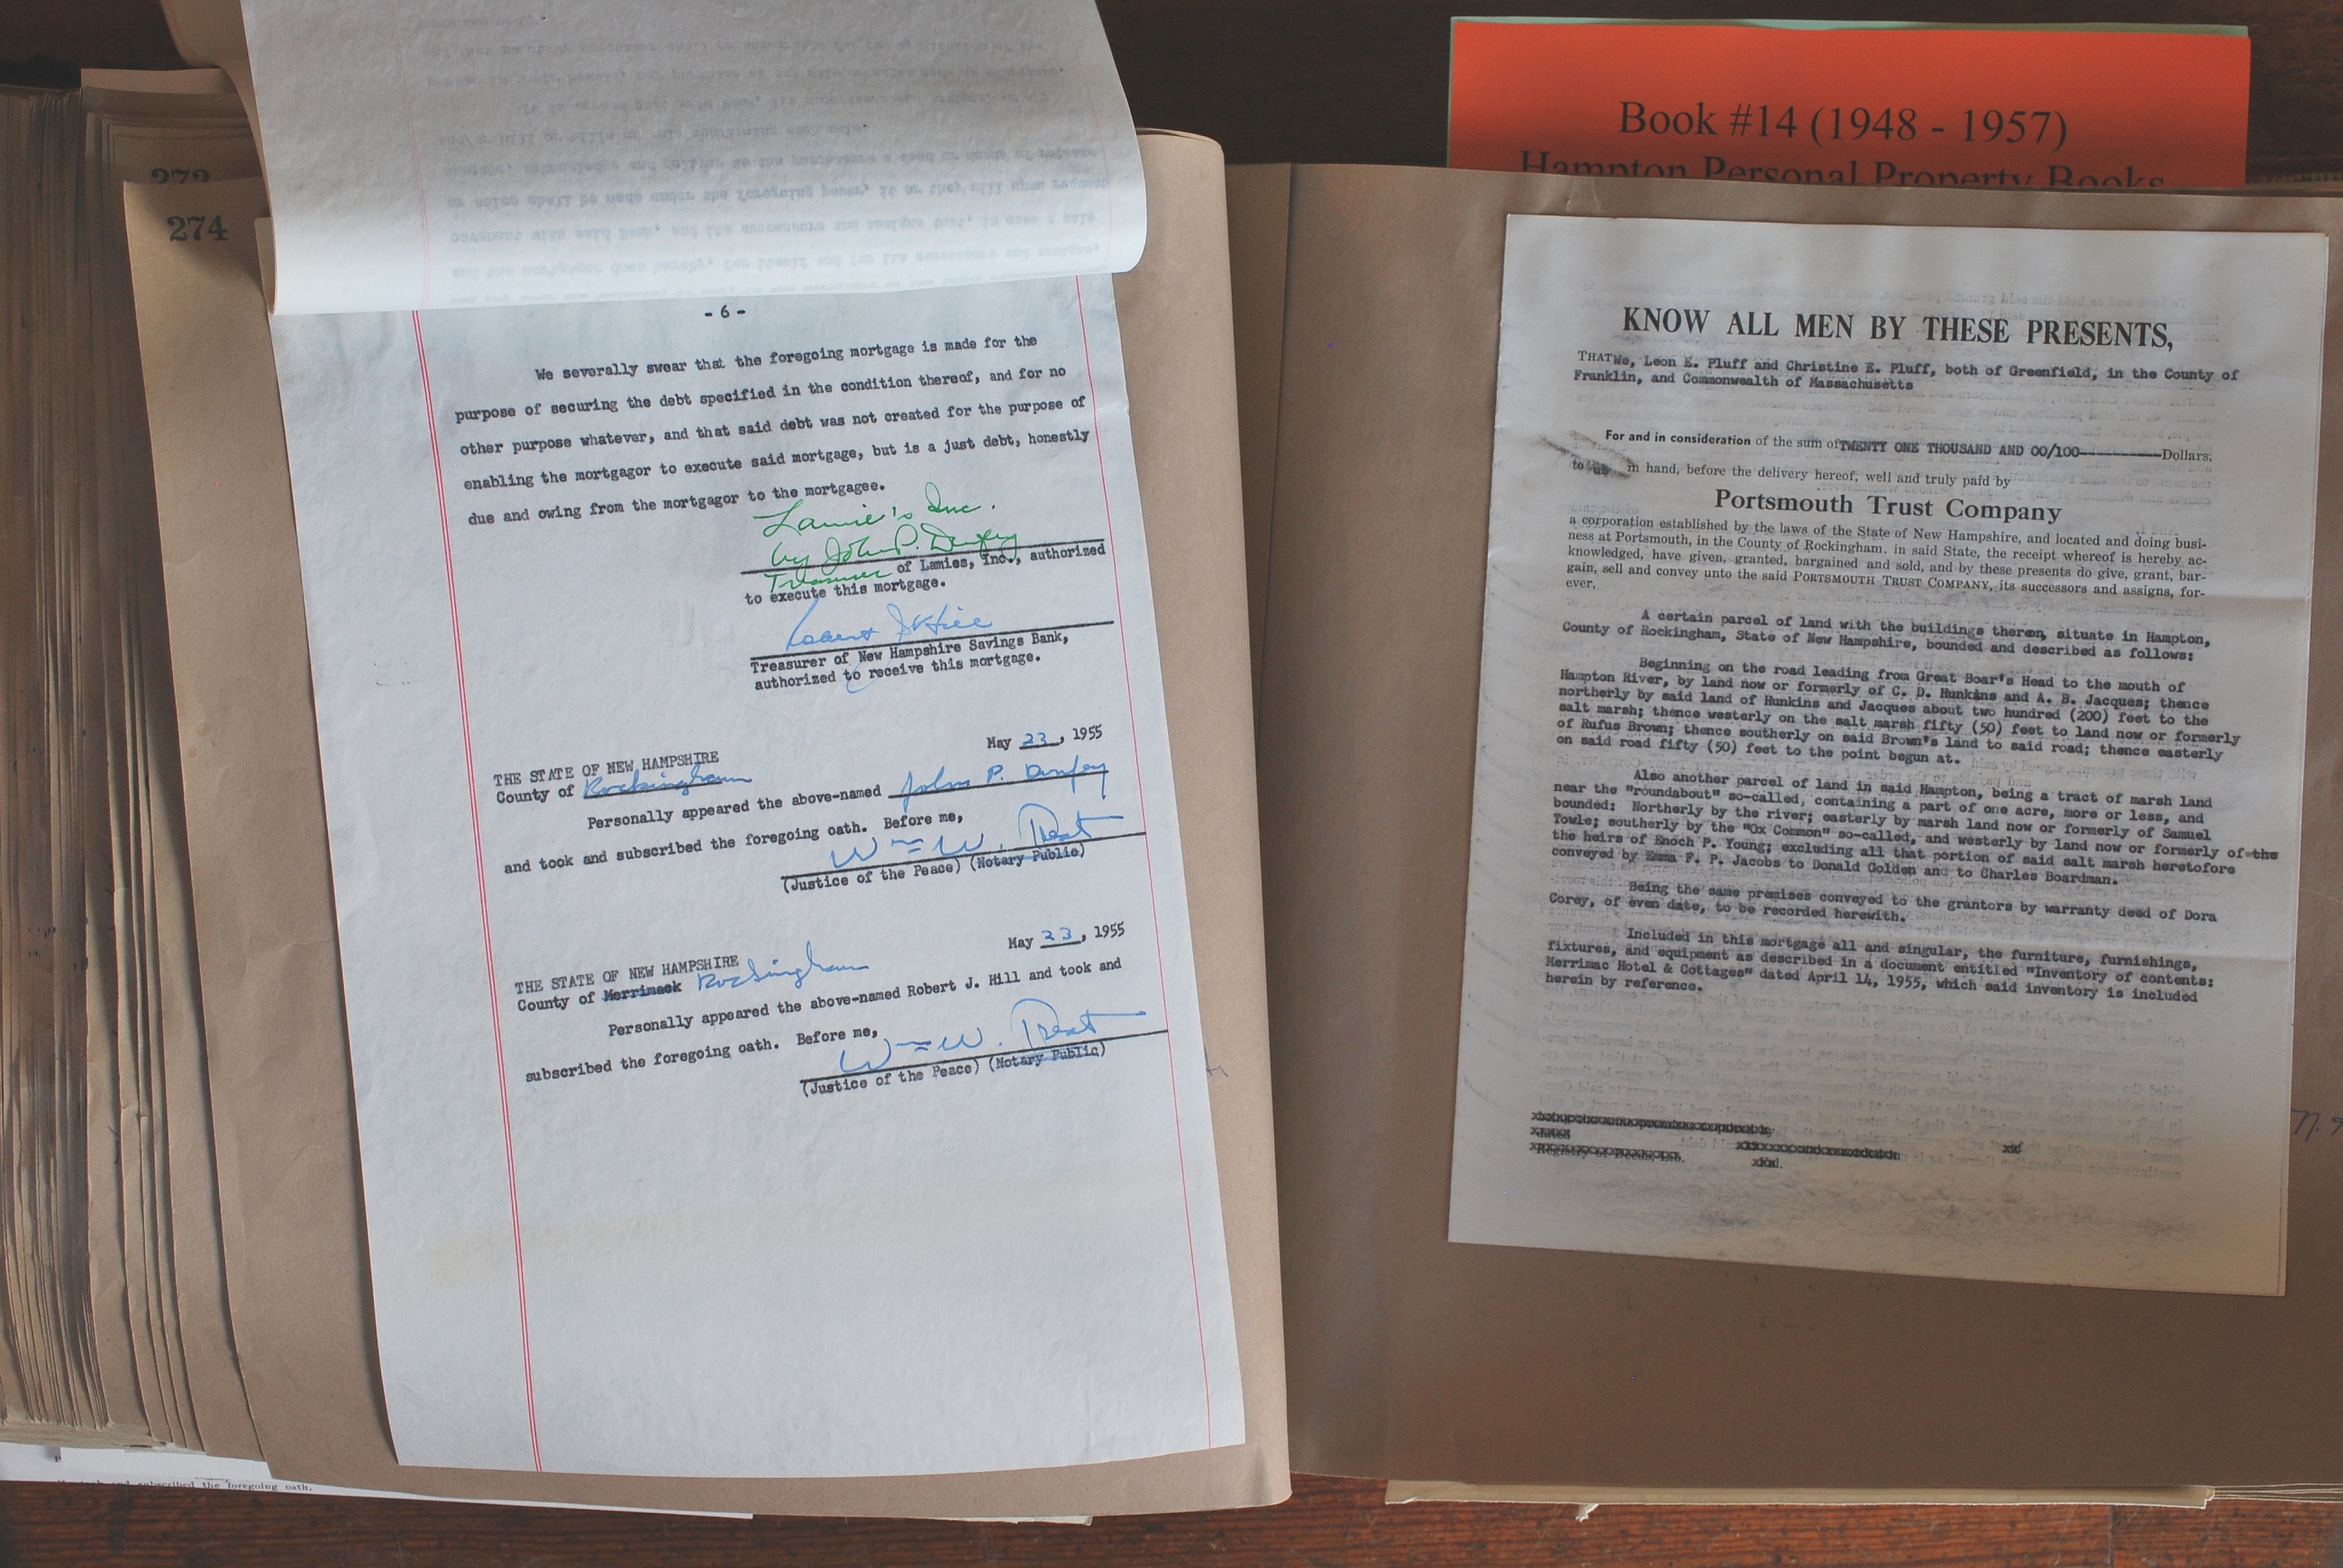 273
274
- 6 -
We severally swear that the foregoing mortgage is made for the
purpose of securing the debt specified in the condition thereof, and for no
other purpose whatever, and that said debt was not created for the purpose of
enabling the mortgagor to execute said mortgage, but is a just debt, honestly
due and owing from the mortgagor to the mortgagee.
Lamie's Inc.
by John P. Dunfey
Treasurer of Lamies, Inc., authorized
to execute this mortgage.
Robert J Hill
Treasurer of New Hampshire Savings Bank,
authorized to receive this mortgage.
May 23, 1955
THE STATE OF NEW HAMPSHIRE
County of Rockingham
Personally appeared the above-named John P. Dunfey
and took and subscribed the foregoing oath. Before me,
Wm W. Treat
(Justice of the Peace) (Notary Public)
May 23, 1955
THE STATE OF NEW HAMPSHIRE
County of Merrimack Rockingham
Personally appeared the above-named Robert J. Hill and took and
subscribed the foregoing oath. Before me,
Wm W. Treat
(Justice of the Peace) (Notary Public)
and subscribed the foregoing oath.
Book #14 (1948 - 1957)
Hampton Personal Property Books
KNOW ALL MEN BY THESE PRESENTS,
THAT We, Leon E. Pluff and Christine E. Pluff, both of Greenfield, in the County of
Franklin, and Commonwealth of Massachusetts
For and in consideration of the sum of TWENTY ONE THOUSAND AND 00/100----------Dollars,
to us in hand, before the delivery hereof, well and truly paid by
Portsmouth Trust Company
a corporation established by the laws of the State of New Hampshire, and located and doing busi-
ness at Portsmouth, in the County of Rockingham, in said State, the receipt whereof is hereby ac-
knowledged, have given, granted, bargained and sold, and by these presents do give, grant, bar-
gain, sell and convey unto the said PORTSMOUTH TRUST COMPANY, its successors and assigns, for-
ever,
A certain parcel of land with the buildings thereon, situate in Hampton,
County of Rockingham, State of New Hampshire, bounded and described as follows:
Beginning on the road leading from Great Boar's Head to the mouth of
Hampton River, by land now or formerly of C. D. Hunkins and A. B. Jacques; thence
northerly by said land of Hunkins and Jacques about two hundred (200) feet to the
salt marsh; thence westerly on the salt marsh fifty (50) feet to land now or formerly
of Rufus Brown; thence southerly on said Brown's land to said road; thence easterly
on said road fifty (50) feet to the point begun at.
Also another parcel of land in said Hampton, being a tract of marsh land
near the "roundabout" so-called, containing a part of one acre, more or less, and
bounded: Northerly by the river; easterly by marsh land now or formerly of Samuel
Towle; southerly by the "Ox Common" so-called, and westerly by land now or formerly of the
the heirs of Enoch P. Young; excluding all that portion of said salt marsh heretofore
conveyed by Emma F. P. Jacobs to Donald Golden and to Charles Boardman.
Being the same premises conveyed to the grantors by warranty deed of Dora
Corey, of even date, to be recorded herewith.
Included in this mortgage all and singular, the furniture, furnishings,
fixtures, and equipment as described in a document entitled "Inventory of contents:
Merrimac Hotel & Cottages" dated April 14, 1955, which said inventory is included
herein by reference.